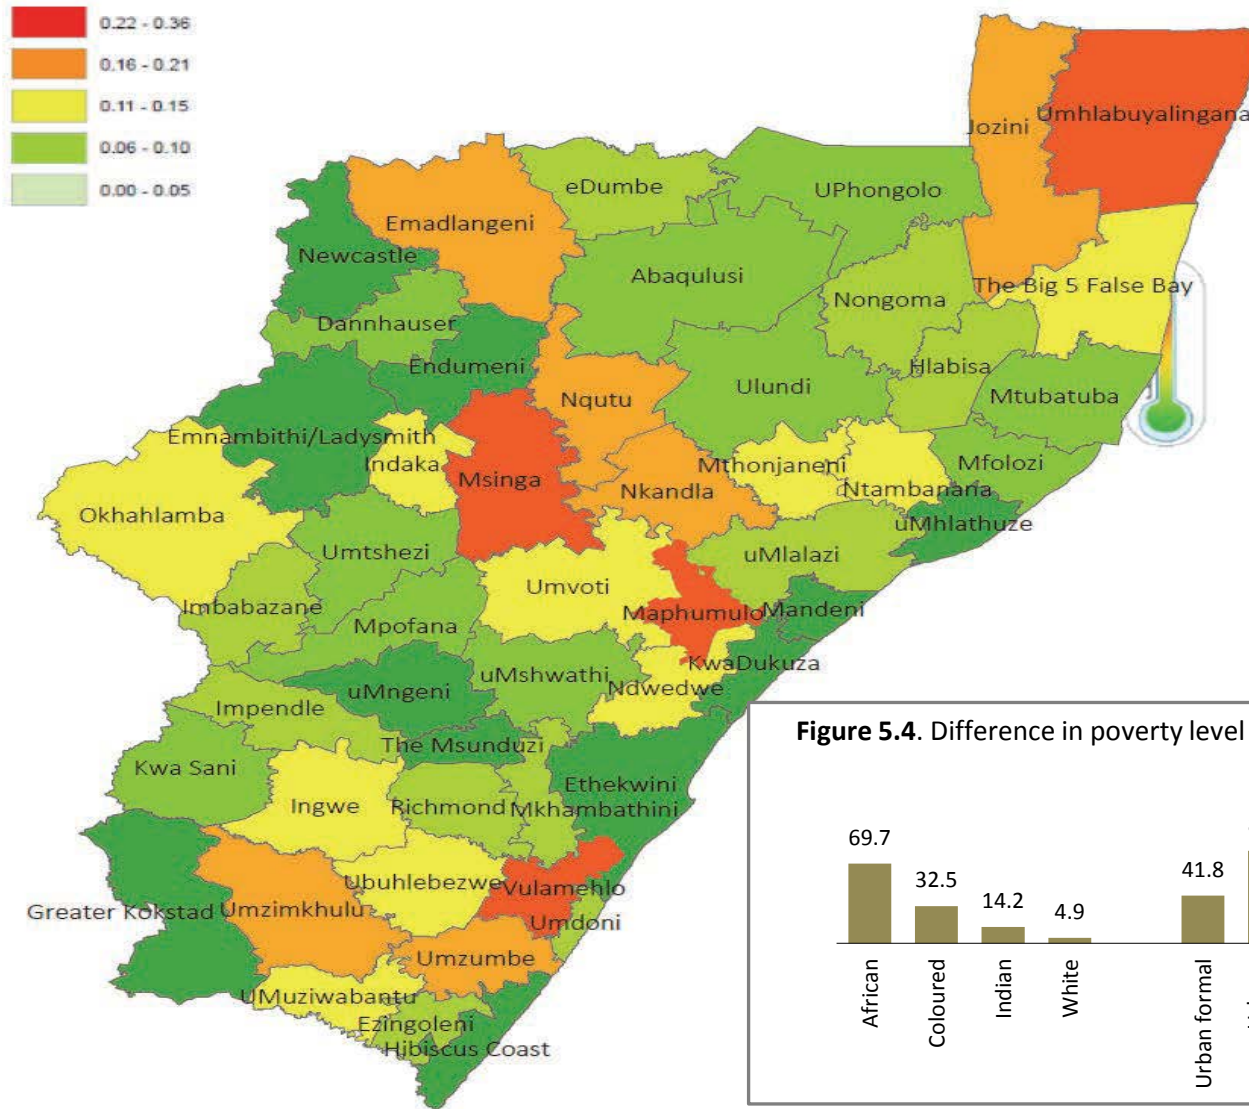 0.22 - 0.36
0.16 - 0.21
0.11 - 0.15
0.06 - 0.10
0.00 - 0.05
Umhlabuyalingana
Jozini
eDumbe
UPhongolo
Emadlangeni
Newcastle
Abaqulusi
The Big 5 False Bay
Nongoma
Dannhauser
Endumeni
Hlabisa
Ulundi
Nqutu
Mtubatuba
Emnambithi/Ladysmith
Indaka
Msinga
Mthonjaneni
Mfolozi
Nkandla
Ntambanana
Okhahlamba
uMhlathuze
Umtshezi
uMlalazi
Umvoti
Imbabazane
Maphumulo
Mandeni
Mpofana
KwaDukuza
uMshwathi
uMngeni
Ndwedwe
Impendle
The Msunduzi
Kwa Sani
Ethekwini
Ingwe
Richmond
Mkhambathini
Ubuhlebezwe
Vulamehlo
Greater Kokstad
Umzimkhulu
Umdoni
Umzumbe
UMuziwabantu
Ezingoleni
Hibiscus Coast
Figure 5.4. Difference in poverty level
69.7
32.5
14.2
4.9
41.8
African
Coloured
Indian
White
Urban formal